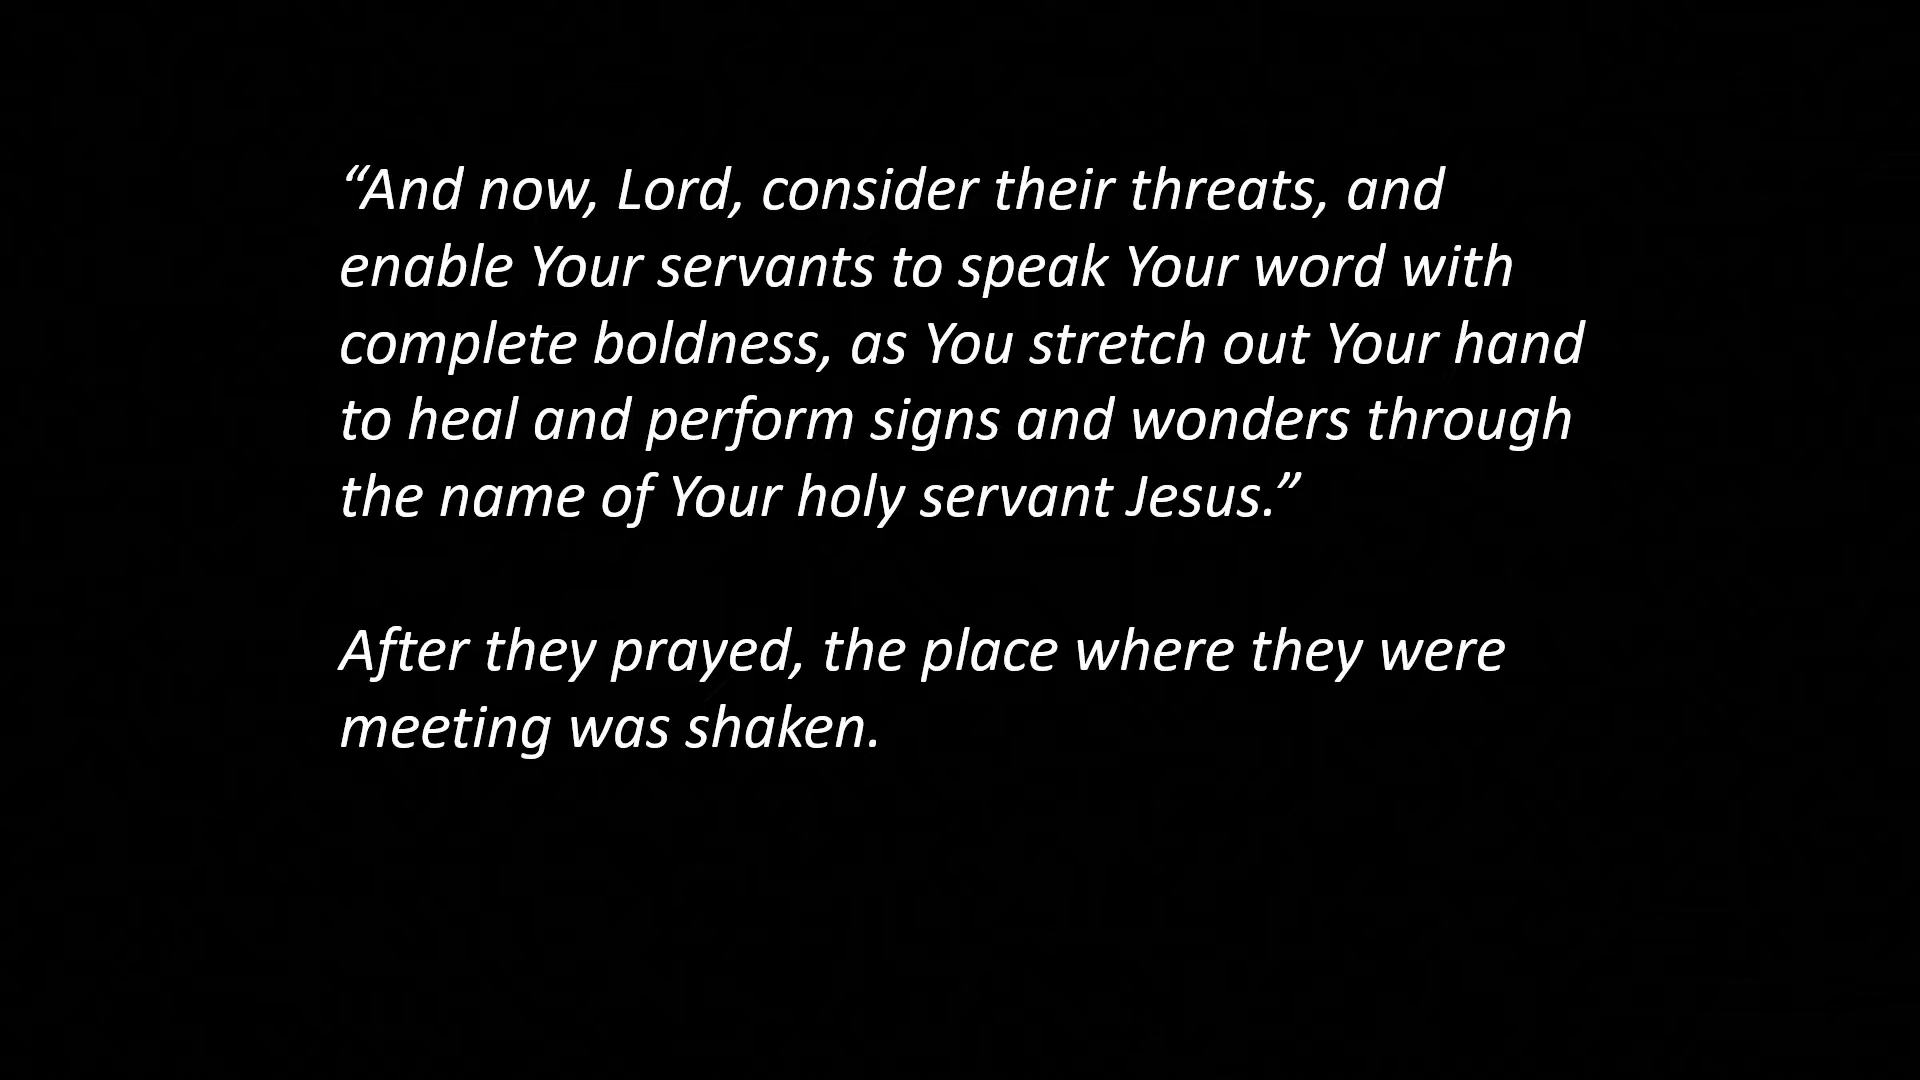 “And now, Lord, consider their threats, and
enable Your servants to speak Your word with
complete boldness, as You stretch out Your hand
to heal and perform signs and wonders through
the name of Your holy servant Jesus.”
After they prayed, the place where they were
meeting was shaken.